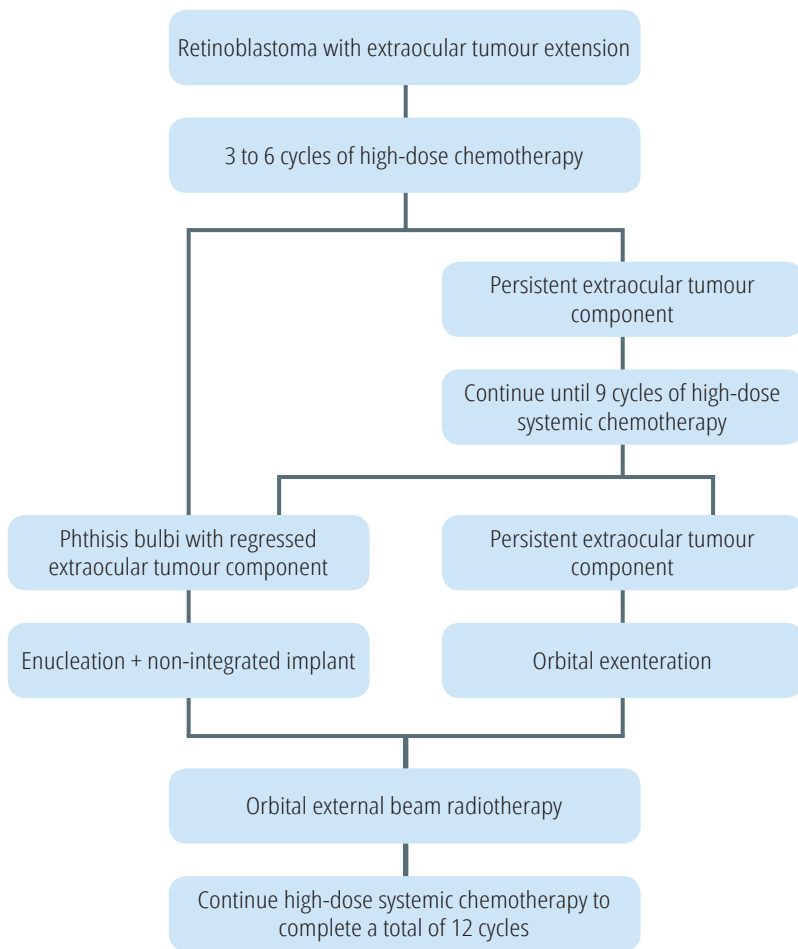 Retinoblastoma with extraocular tumour extension
3 to 6 cycles of high-dose chemotherapy
Persistent extraocular tumour
component
Continue until 9 cycles of high-dose
systemic chemotherapy
Phthisis bulbi with regressed
extraocular tumour component
Persistent extraocular tumour
component
Enucleation + non-integrated implant
Orbital exenteration
Orbital external beam radiotherapy
Continue high-dose systemic chemotherapy to
complete a total of 12 cycles